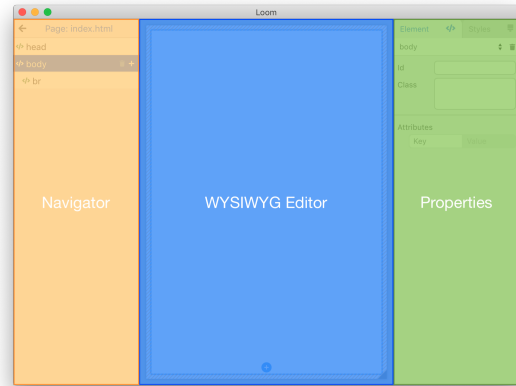 Loom
Page: index.html
</> head
</> body
</> br
Navigator
WYSIWYG Editor
Element </> Styles
body
Id
Class
Attributes
Key Value
Properties